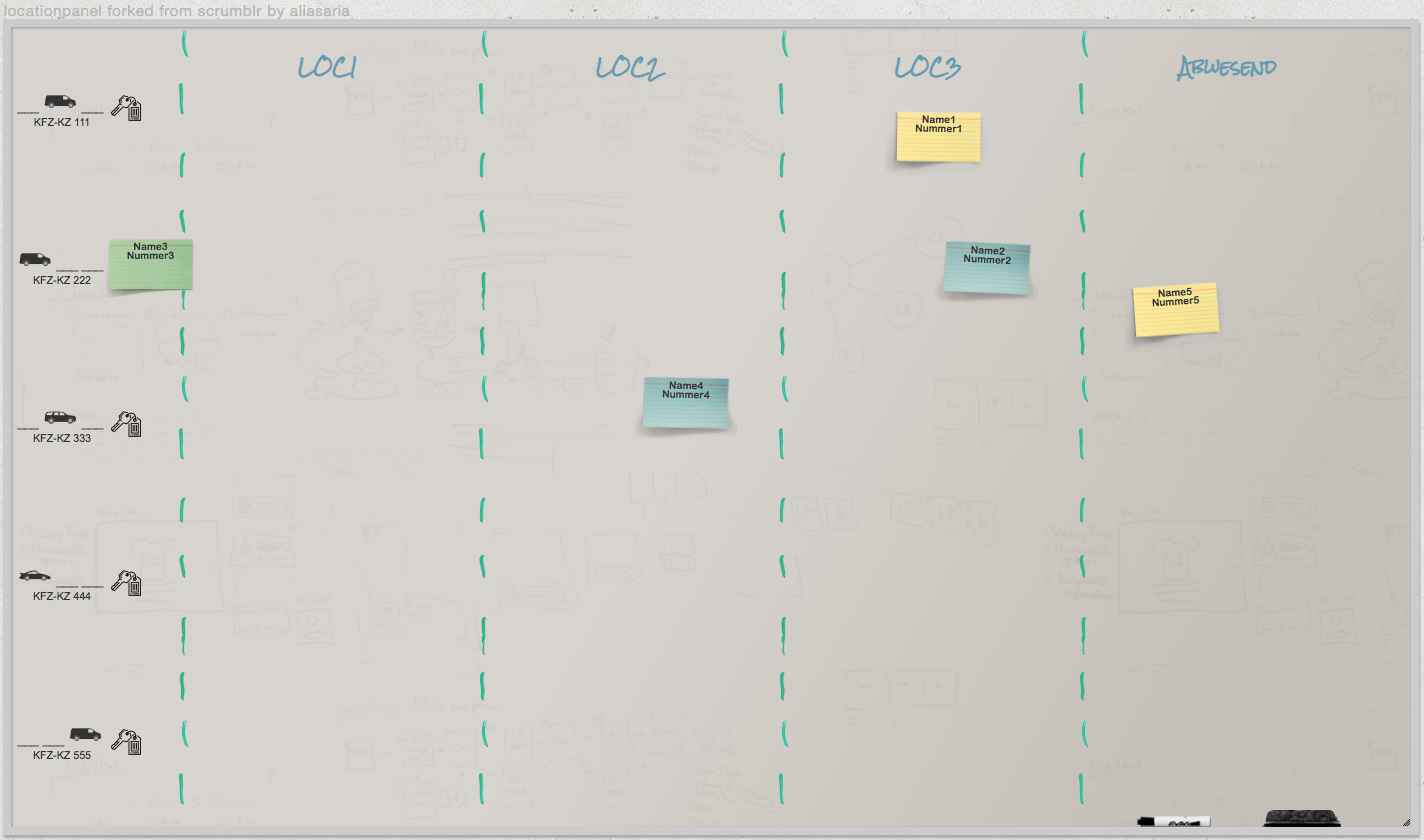 locationpanel forked from scrumblr by aliasaria
LOC1
LOC2
LOC3
ABWESEND
KFZ-KZ 111
Name1
Nummer1
KFZ-KZ 222
Name3
Nummer3
Name2
Nummer2
Name5
Nummer5
KFZ-KZ 333
Name4
Nummer4
KFZ-KZ 444
KFZ-KZ 555